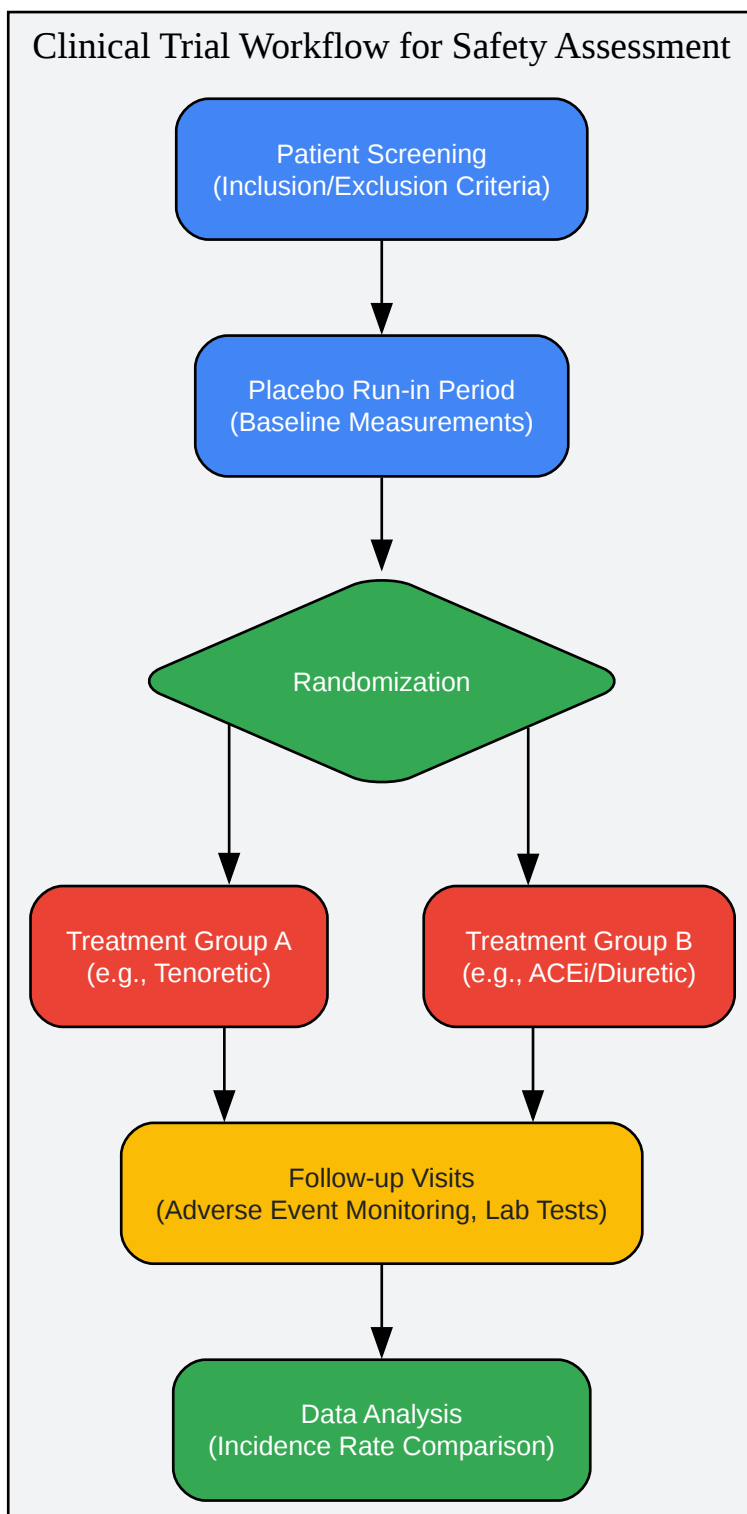 Clinical Trial Workflow for Safety Assessment
Patient Screening
(Inclusion/Exclusion Criteria)
Placebo Run-in Period
(Baseline Measurements)
Randomization
Treatment Group A
(e.g., Tenoretic)
Treatment Group B
(e.g., ACEi/Diuretic)
Follow-up Visits
(Adverse Event Monitoring, Lab Tests)
Data Analysis
(Incidence Rate Comparison)